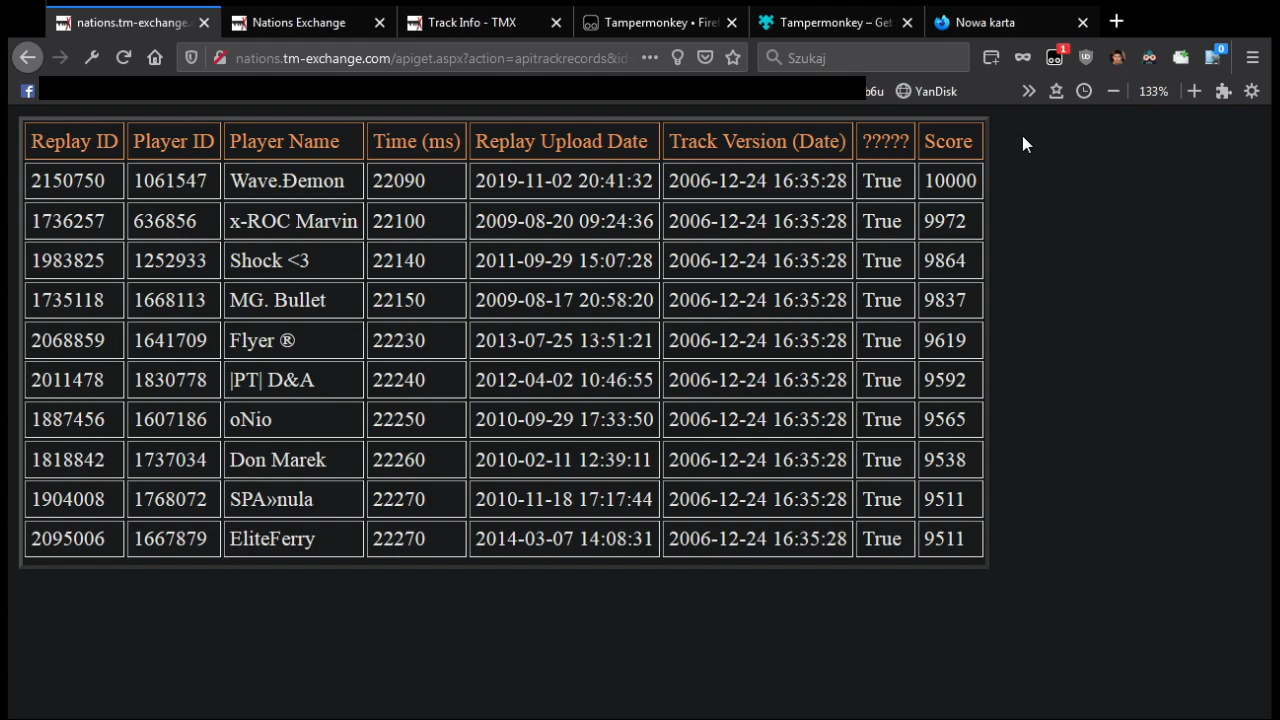 nations.tm-exchange.
Nations Exchange
Track Info - TMX
Tampermonkey • Firef
Tampermonkey – Get
Nowa karta
nations.tm-exchange.com/apiget.aspx?action=apitrackrecords&id
Szukaj
1
0
YanDisk
133%
Replay ID Player ID Player Name Time (ms) Replay Upload Date Track Version (Date) ????? Score
2150750 1061547 Wave.Đemon 22090 2019-11-02 20:41:32 2006-12-24 16:35:28 True 10000
1736257 636856 x-ROC Marvin 22100 2009-08-20 09:24:36 2006-12-24 16:35:28 True 9972
1983825 1252933 Shock <3 22140 2011-09-29 15:07:28 2006-12-24 16:35:28 True 9864
1735118 1668113 MG. Bullet 22150 2009-08-17 20:58:20 2006-12-24 16:35:28 True 9837
2068859 1641709 Flyer ® 22230 2013-07-25 13:51:21 2006-12-24 16:35:28 True 9619
2011478 1830778 |PT| D&A 22240 2012-04-02 10:46:55 2006-12-24 16:35:28 True 9592
1887456 1607186 oNio 22250 2010-09-29 17:33:50 2006-12-24 16:35:28 True 9565
1818842 1737034 Don Marek 22260 2010-02-11 12:39:11 2006-12-24 16:35:28 True 9538
1904008 1768072 SPA»nula 22270 2010-11-18 17:17:44 2006-12-24 16:35:28 True 9511
2095006 1667879 EliteFerry 22270 2014-03-07 14:08:31 2006-12-24 16:35:28 True 9511